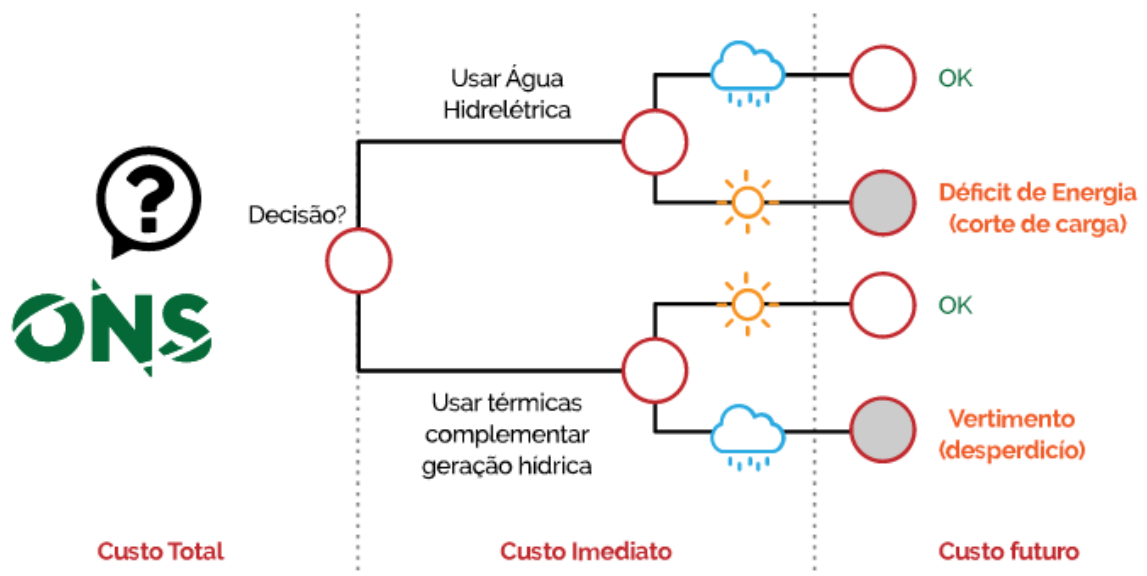 Usar Água
Hidrelétrica
OK
Déficit de Energia
(corte de carga)
?
Decisão?
ONS
OK
Usar térmicas
complementar
geração hídrica
Vertimento
(desperdicío)
Custo Total
Custo Imediato
Custo futuro